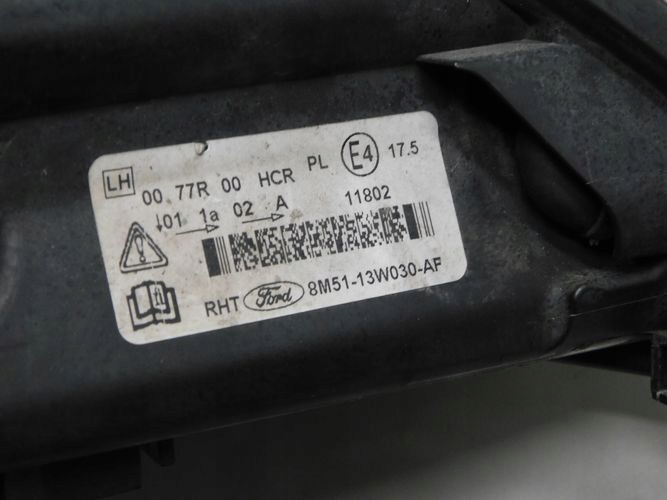 LH 00 77R 00 HCR PL E4 17.5
↓01 1a 02 A 11802
→ →
RHT Ford 8M51-13W030-AF